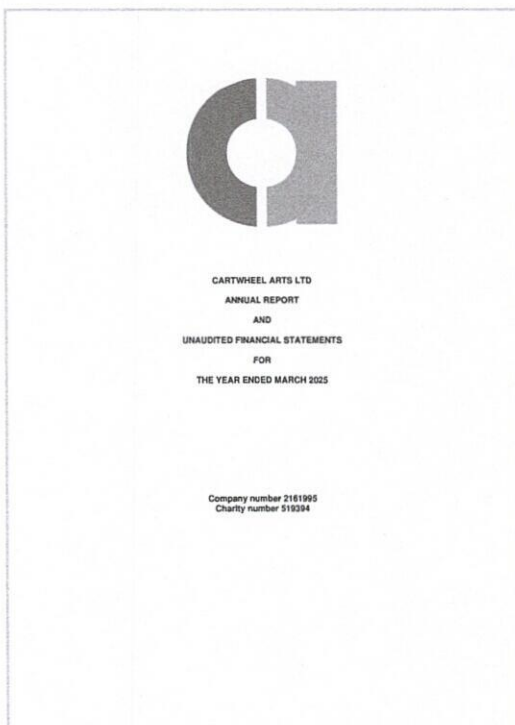 CARTWHEEL ARTS LTD
ANNUAL REPORT
AND
UNAUDITED FINANCIAL STATEMENTS
FOR
THE YEAR ENDED MARCH 2025
Company number 2161995
Charity number 519394